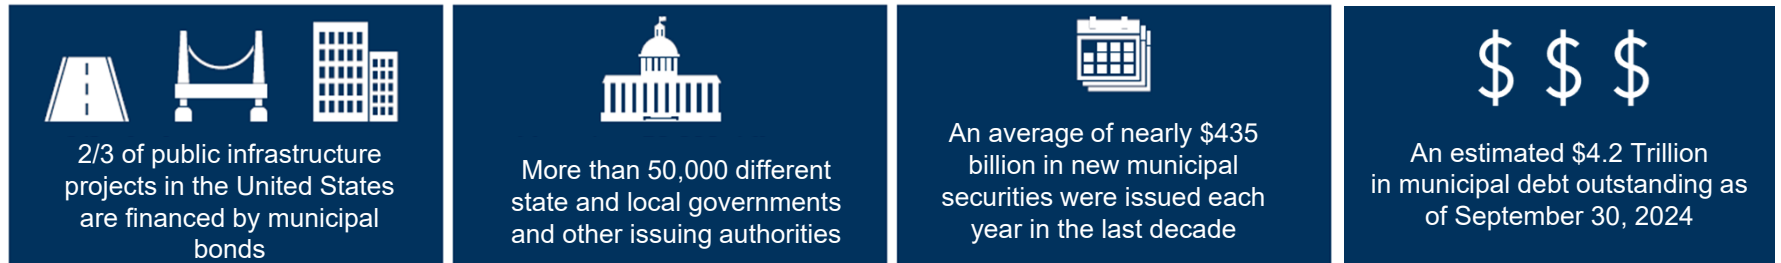 2/3 of public infrastructure
projects in the United States
are financed by municipal
bonds
More than 50,000 different
state and local governments
and other issuing authorities
An average of nearly $435
billion in new municipal
securities were issued each
year in the last decade
$ $ $
An estimated $4.2 Trillion
in municipal debt outstanding as
of September 30, 2024